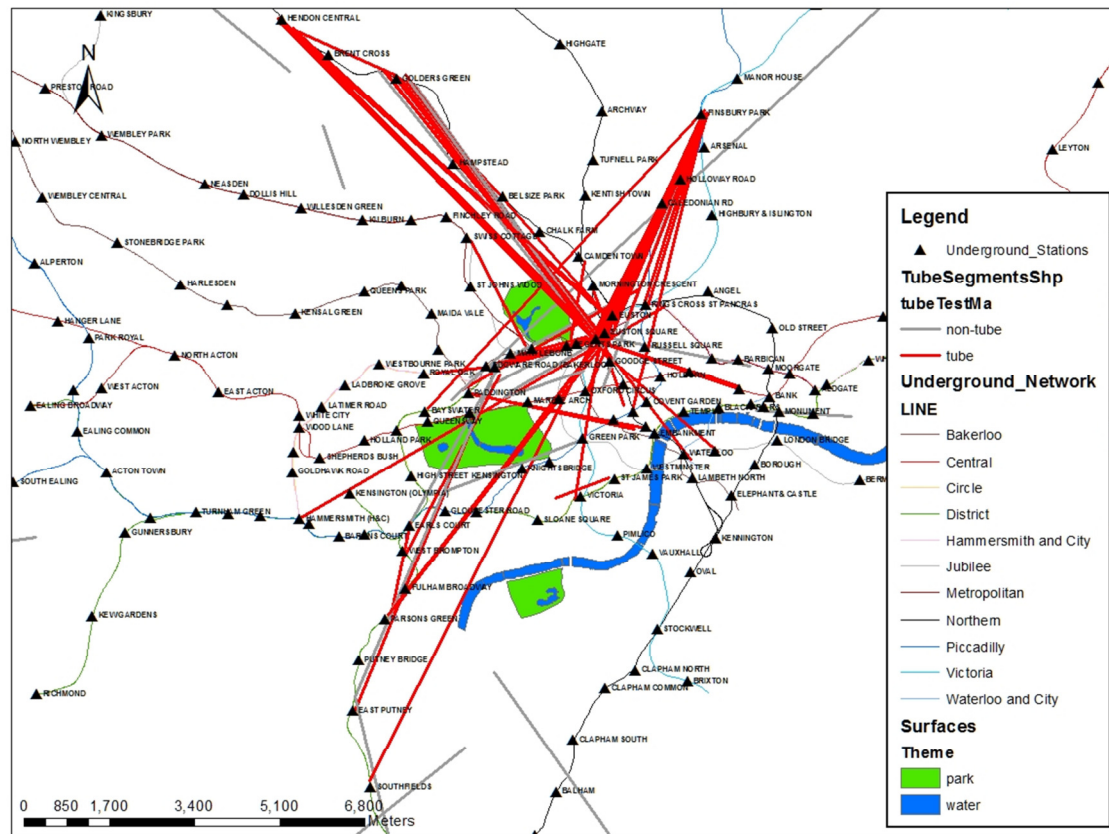 KINGSBURY
HENDON CENTRAL
N
BRENT CROSS
HIGHGATE
GOLDERS GREEN
MANOR HOUSE
PRESTON ROAD
ARCHWAY
FINSBURY PARK
WEMBLEY PARK
NORTH WEMBLEY
ARSENAL
LEYTON
HAMPSTEAD
TUFNELL PARK
HOLLOWAY ROAD
NEASDEN
DOLLIS HILL
WEMBLEY CENTRAL
BELSIZE PARK
KENTISH TOWN
CALEDONIAN RD
WILLESDEN GREEN
KILBURN
FINCHLEY ROAD
HIGHBURY & ISLINGTON
CHALK FARM
SWISS COTTAGE
STONEBRIDGE PARK
CAMDEN TOWN
ALPERTON
HARLESDEN
ST JOHNS WOOD
MORNINGTON CRESCENT
QUEENS PARK
ANGEL
KINGS CROSS ST PANCRAS
KENSAL GREEN
MAIDA VALE
EUSTON
HANGER LANE
OLD STREET
PARK ROYAL
EUSTON SQUARE
RUSSELL SQUARE
NORTH ACTON
WESTBOURNE PARK
GOODGE STREET
BARBICAN
MOORGATE
LADBROKE GROVE
WEST ACTON
EAST ACTON
PADDINGTON
OXFORD CIRCUS
LATIMER ROAD
BANK
EALING BROADWAY
WHITE CITY
BAYSWATER
COVENT GARDEN
MONUMENT
QUEENSWAY
WOOD LANE
EALING COMMON
HOLLAND PARK
EMBANKMENT
GREEN PARK
LONDON BRIDGE
SHEPHERDS BUSH
WATERLOO
GOLDHAWK ROAD
ACTON TOWN
KNIGHTSBRIDGE
BOROUGH
WESTMINSTER
HIGH STREET KENSINGTON
LAMBETH NORTH
ST JAMES PARK
SOUTH EALING
KENSINGTON (OLYMPIA)
VICTORIA
ELEPHANT & CASTLE
TURNHAM GREEN
HAMMERSMITH (H&C)
GLOUCESTER ROAD
SLOANE SQUARE
EARLS COURT
GUNNERSBURY
BARONS COURT
PIMLICO
KENNINGTON
WEST BROMPTON
VAUXHALL
OVAL
FULHAM BROADWAY
KEW GARDENS
PARSONS GREEN
STOCKWELL
PUTNEY BRIDGE
CLAPHAM NORTH
BRIXTON
CLAPHAM COMMON
RICHMOND
EAST PUTNEY
CLAPHAM SOUTH
SOUTHFIELDS
BALHAM
0 850 1,700 3,400 5,100 6,800
Meters
Legend
Underground_Stations
TubeSegmentsShp
tubeTestMa
non-tube
tube
Underground_Network
LINE
Bakerloo
Central
Circle
District
Hammersmith and City
Jubilee
Metropolitan
Northern
Piccadilly
Victoria
Waterloo and City
Surfaces
Theme
park
water